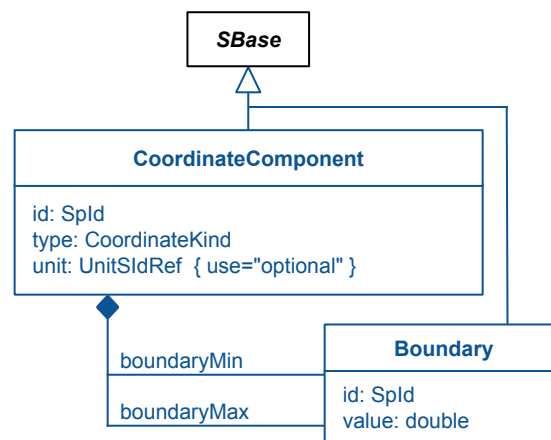 SBase
CoordinateComponent
id: SpId
type: CoordinateKind
unit: UnitSIdRef { use="optional" }
boundaryMin
boundaryMax
Boundary
id: SpId
value: double